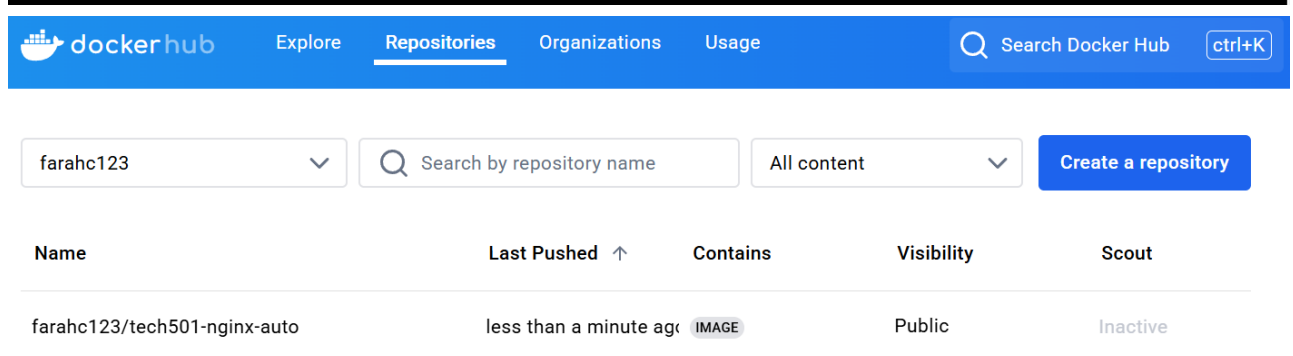 dockerhub Explore Repositories Organizations Usage Search Docker Hub ctrl+K
farahc123 Search by repository name All content Create a repository
Name Last Pushed ↑ Contains Visibility Scout
farahc123/tech501-nginx-auto less than a minute ago IMAGE Public Inactive